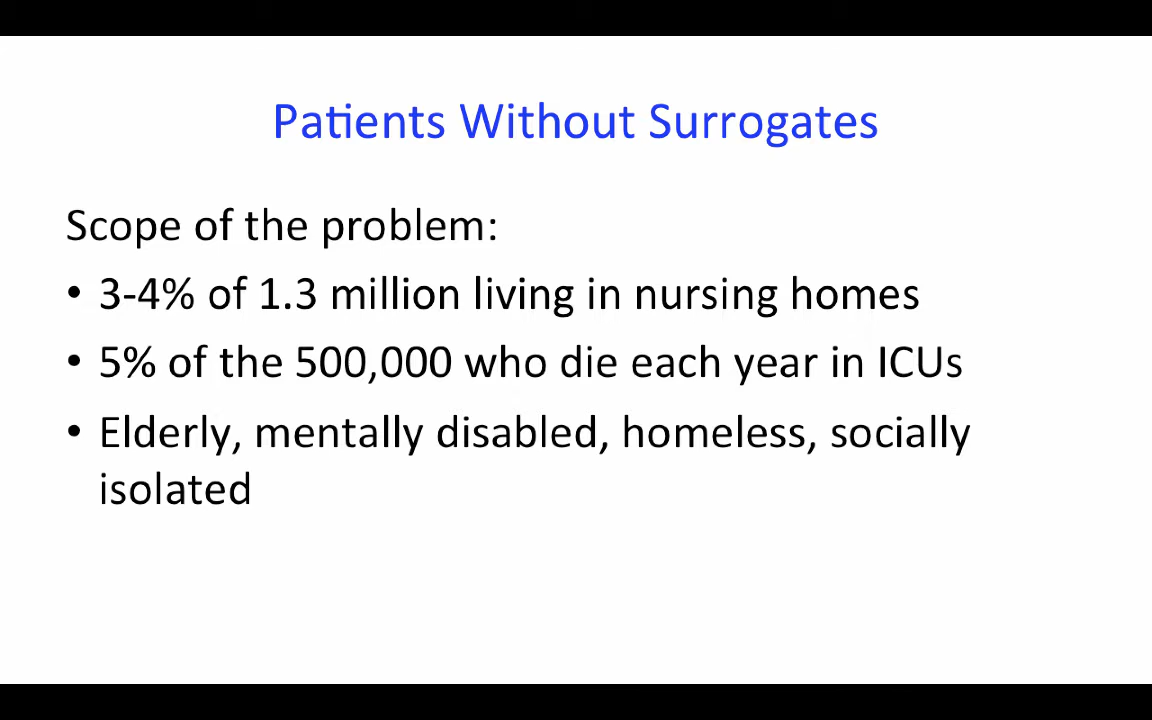 Patients Without Surrogates
Scope of the problem:
• 3-4% of 1.3 million living in nursing homes
• 5% of the 500,000 who die each year in ICUs
• Elderly, mentally disabled, homeless, socially
isolated